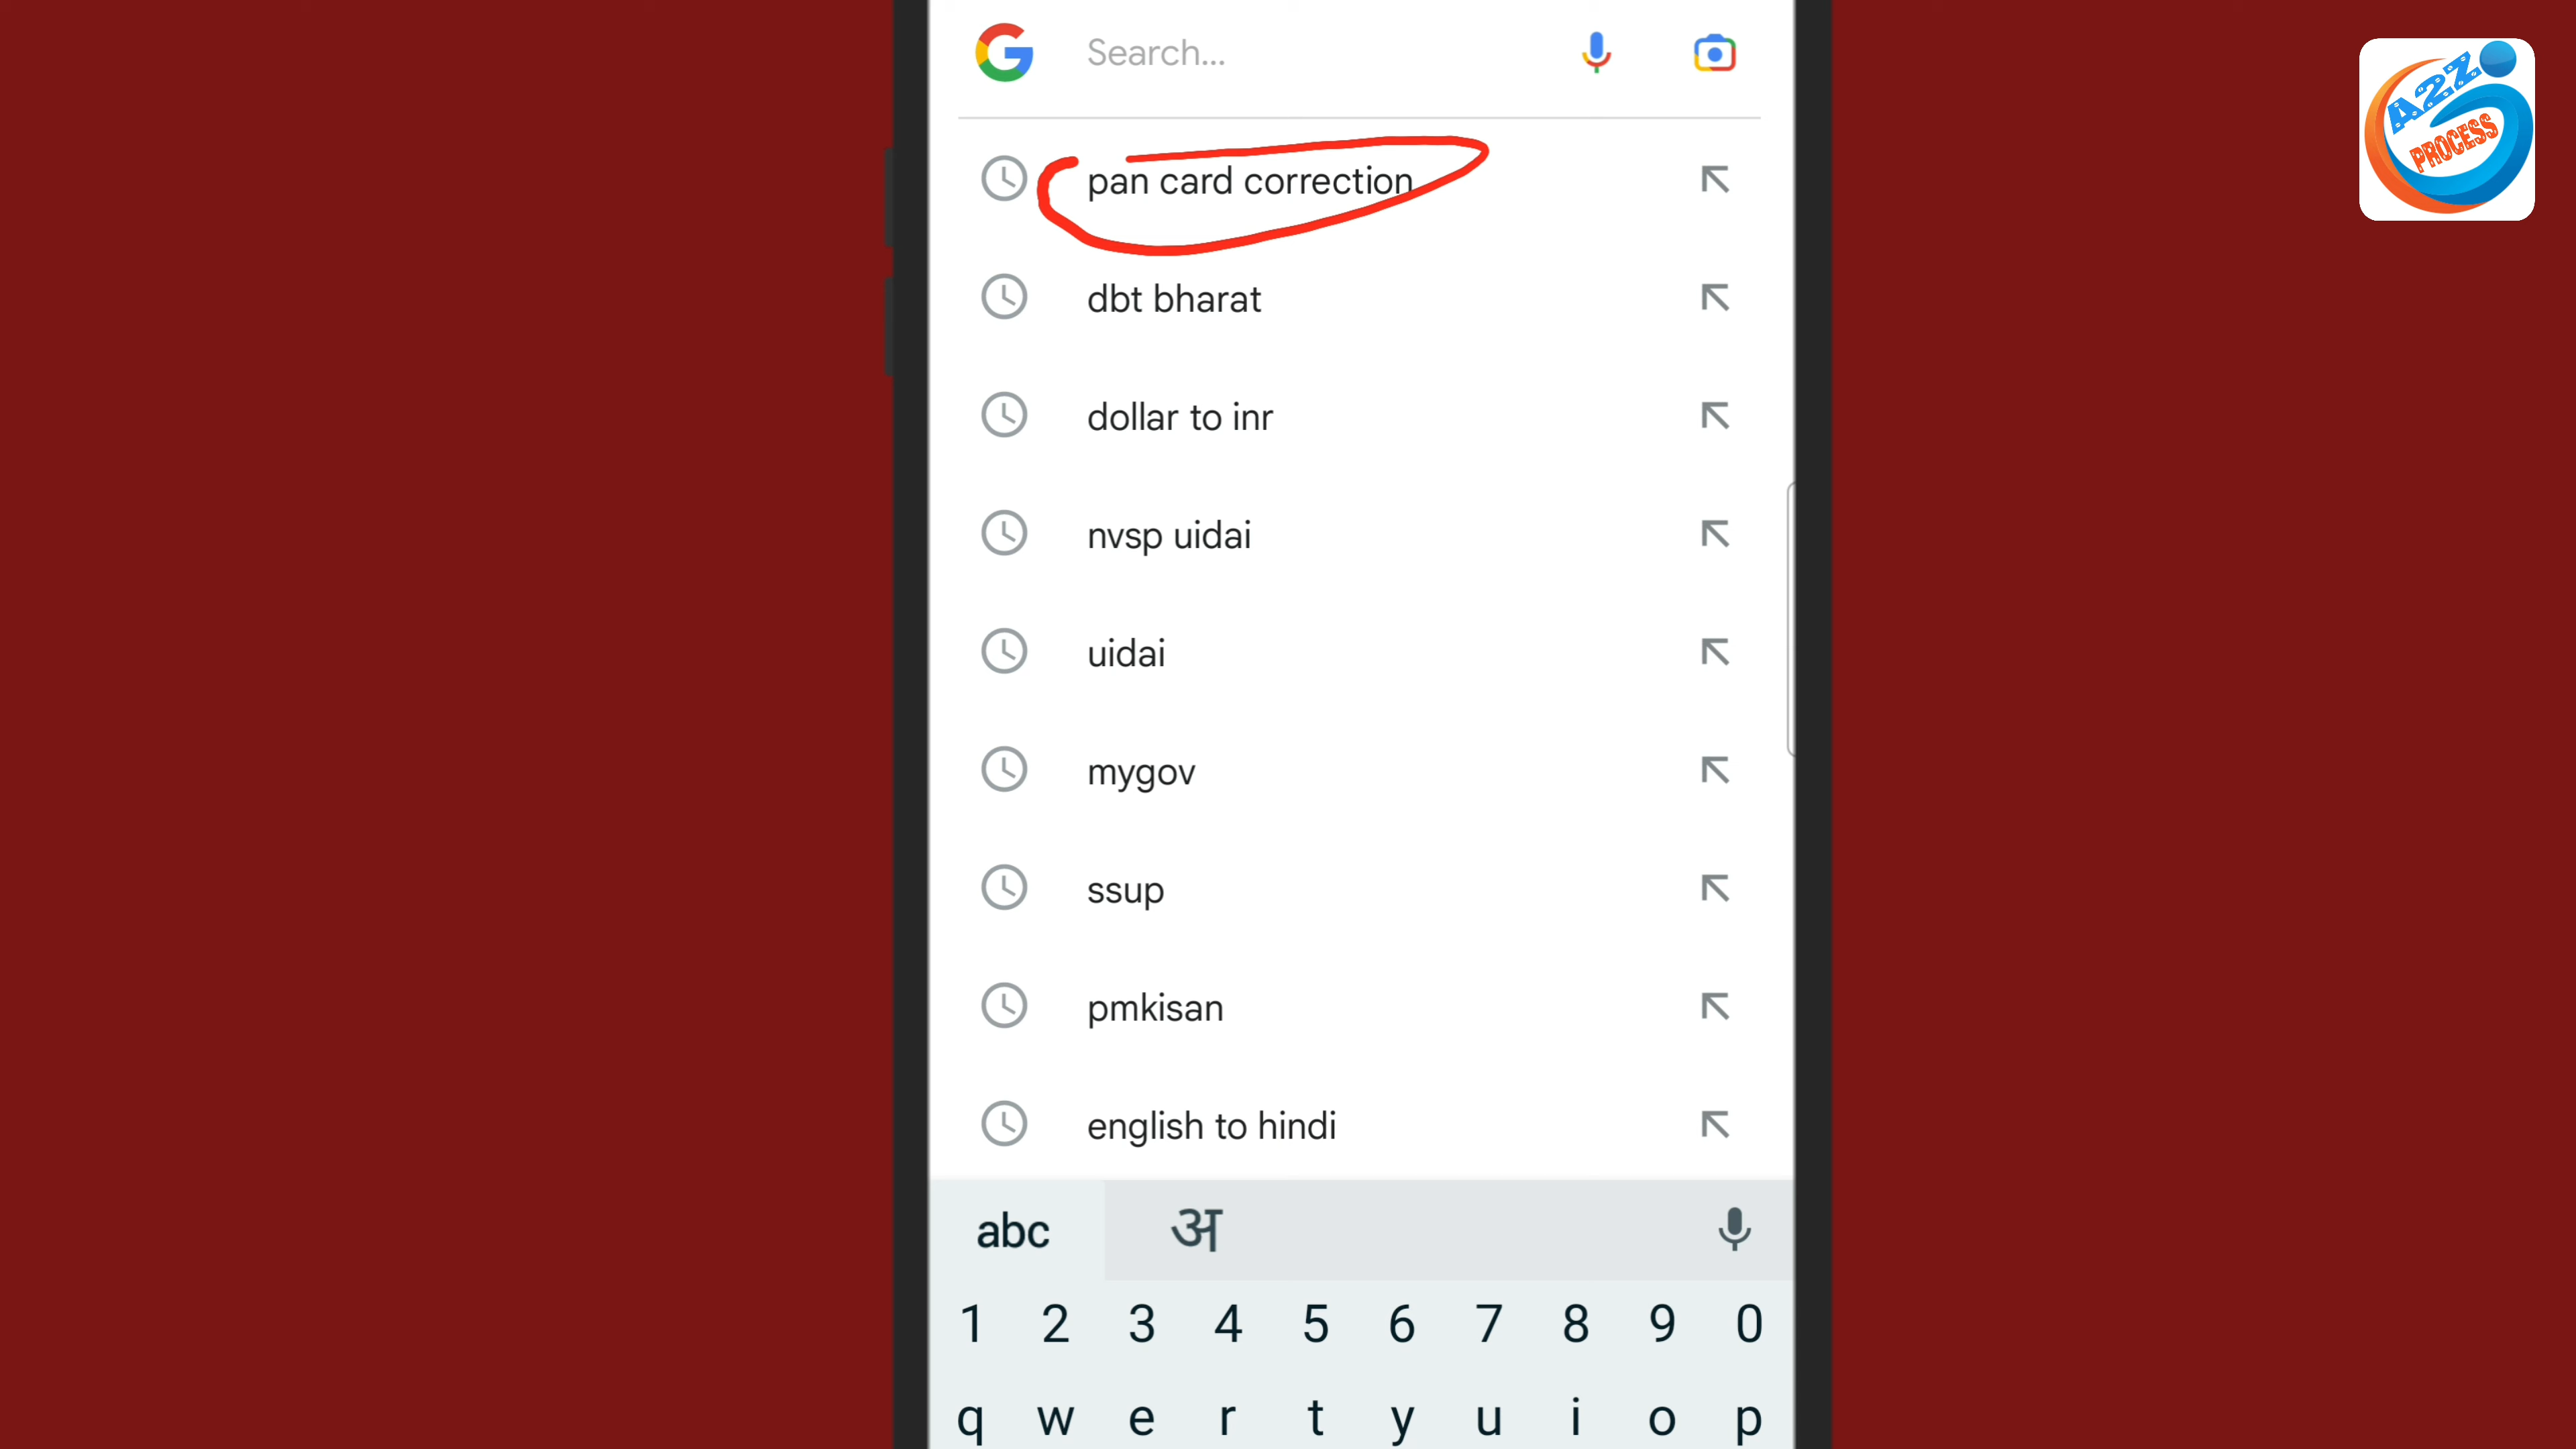 Search...
A2Z
PROCESS
pan card correction
dbt bharat
dollar to inr
nvsp uidai
uidai
mygov
ssup
pmkisan
english to hindi
abc अ
1 2 3 4 5 6 7 8 9 0
q w e r t y u i o p